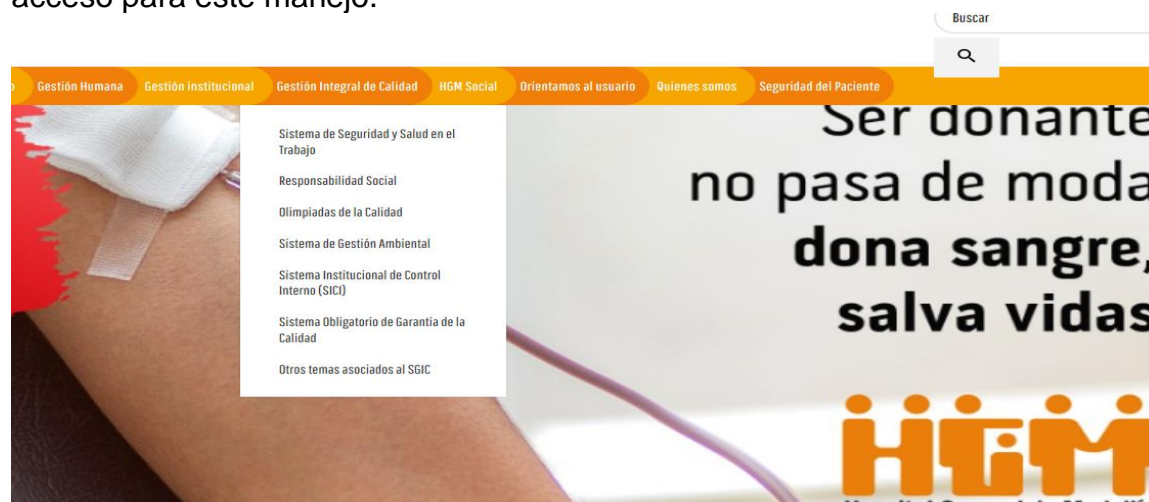 acceso para este manejo.
Buscar
Gestión Humana Gestión institucional Gestión Integral de Calidad HGM Social Orientamos al usuario Quienes somos Seguridad del Paciente
Sistema de Seguridad y Salud en el
Trabajo
Responsabilidad Social
Olimpiadas de la Calidad
Sistema de Gestión Ambiental
Sistema Institucional de Control
Interno (SICI)
Sistema Obligatorio de Garantia de la
Calidad
Otros temas asociados al SGIC
Ser donante
no pasa de moda
dona sangre,
salva vidas
HGM